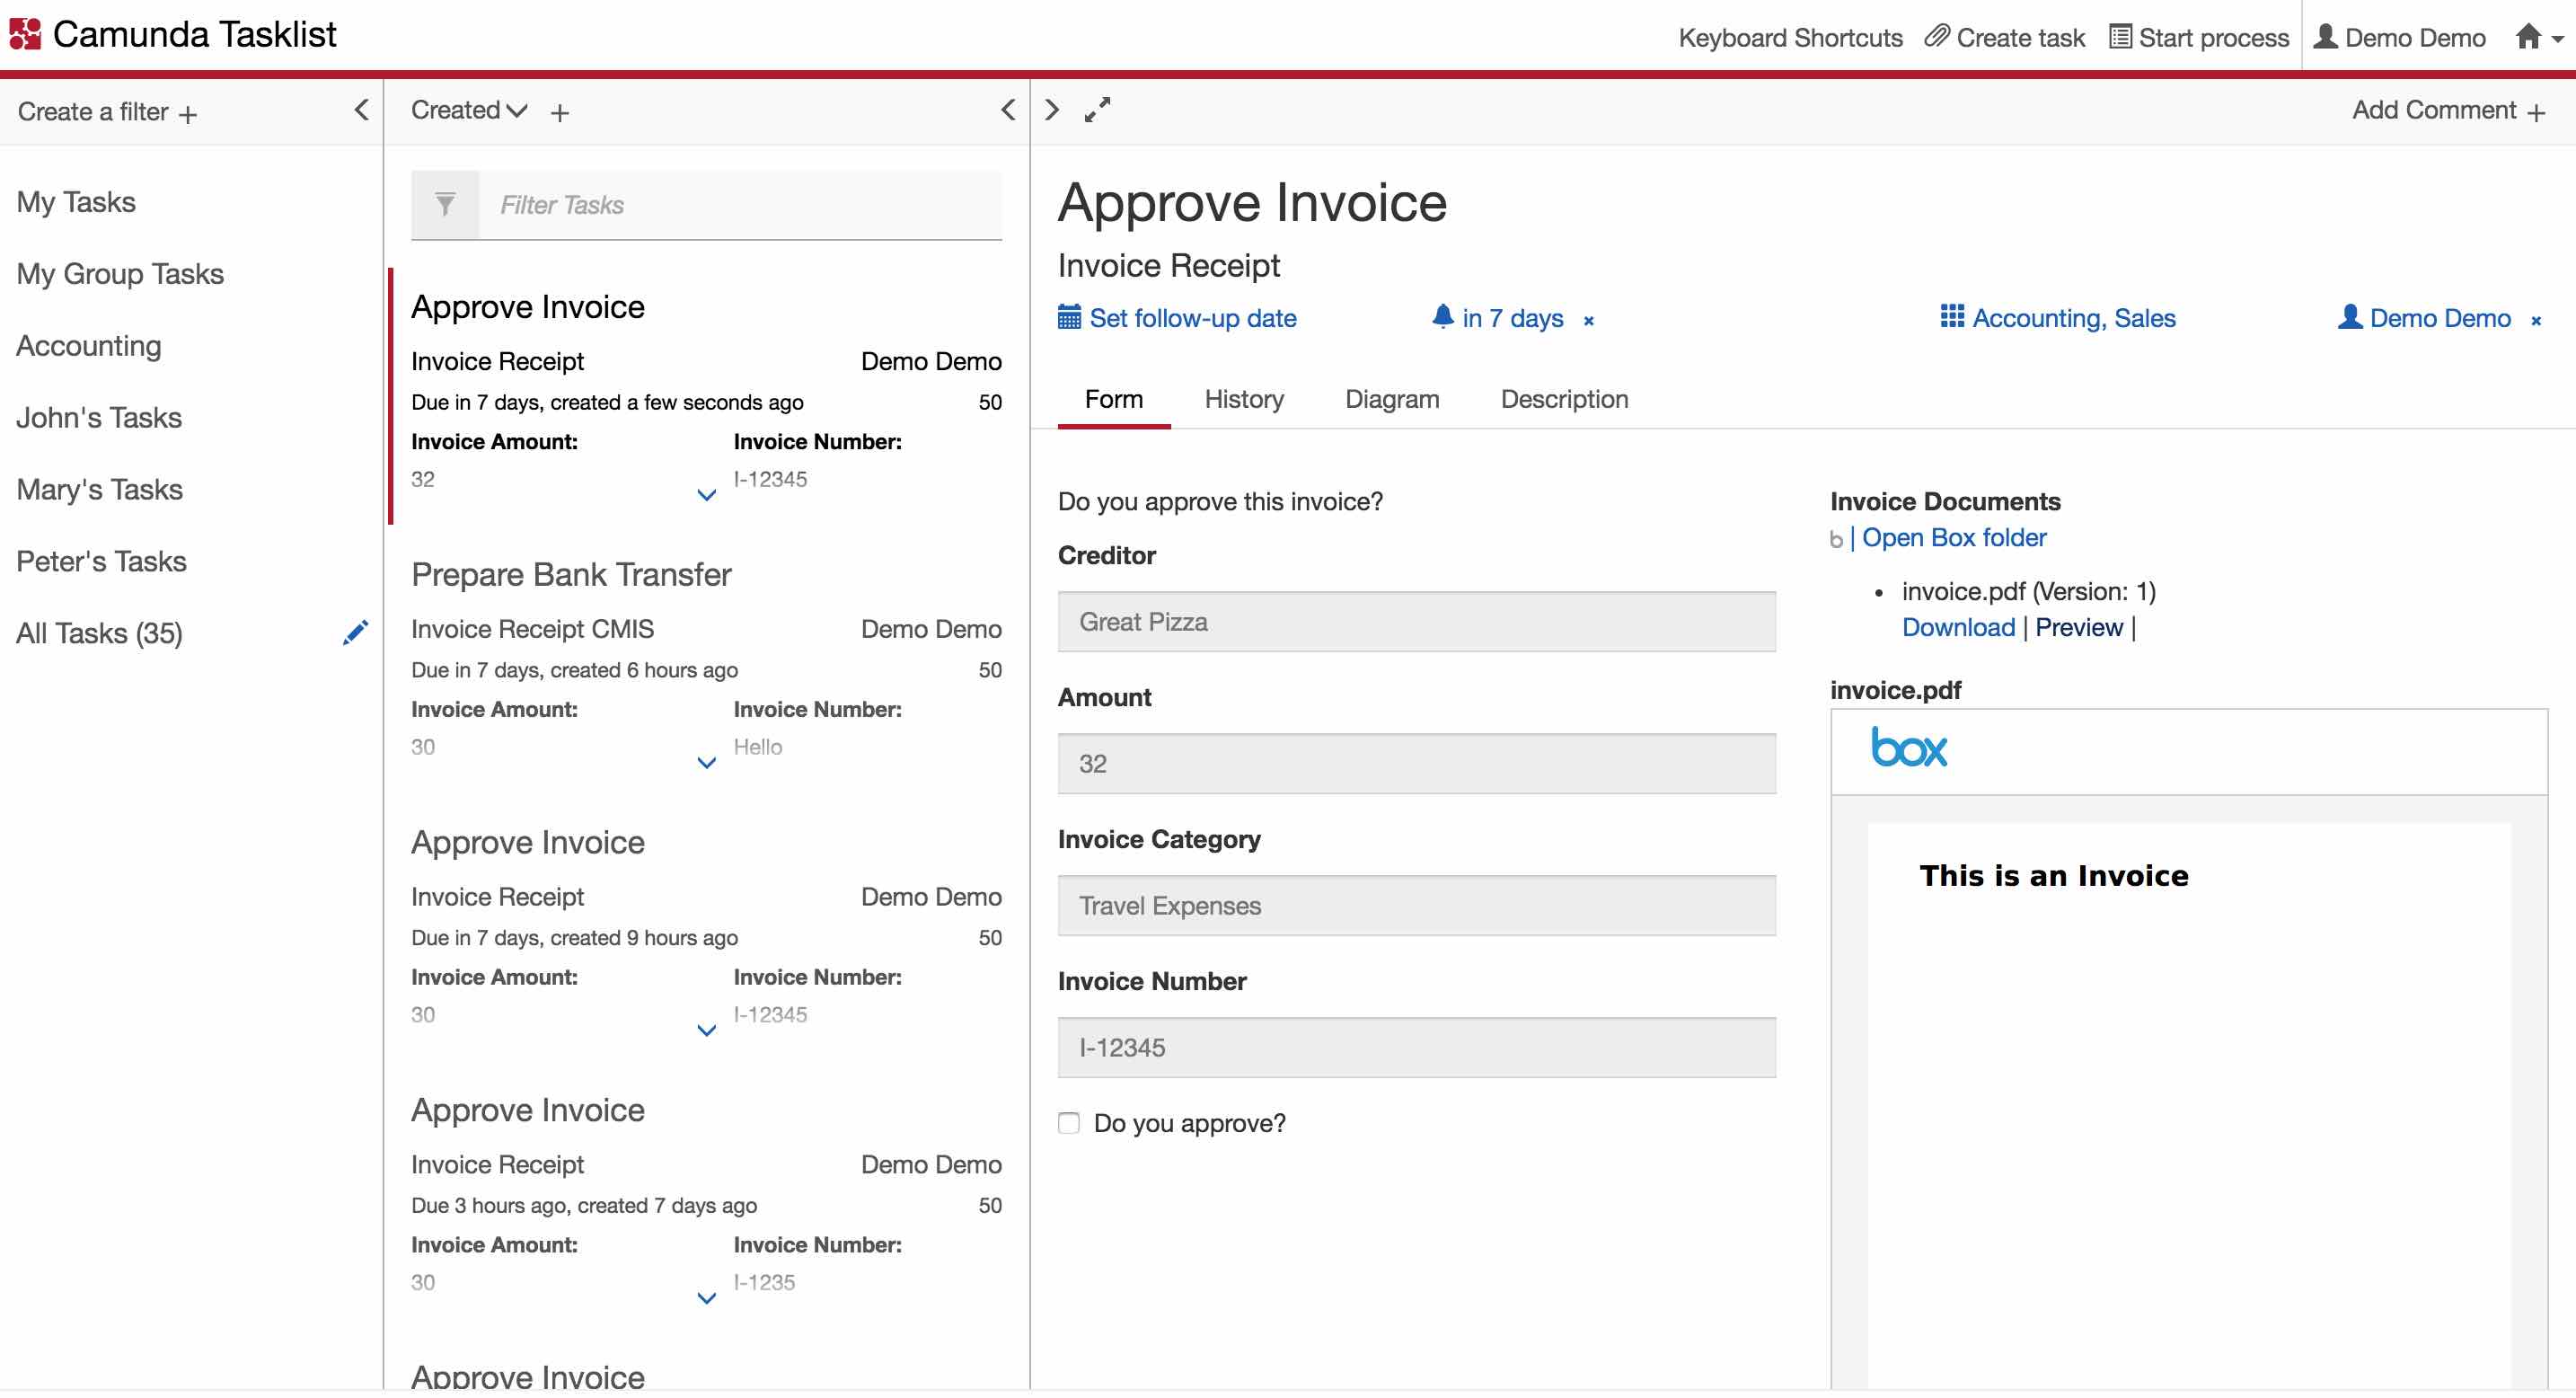 Camunda Tasklist
Keyboard Shortcuts Create task Start process Demo Demo
Create a filter +
Created +
Add Comment +
My Tasks
My Group Tasks
Accounting
John's Tasks
Mary's Tasks
Peter's Tasks
All Tasks (35)
Filter Tasks
Approve Invoice
Invoice Receipt Demo Demo
Due in 7 days, created a few seconds ago 50
Invoice Amount: Invoice Number:
32 I-12345
Prepare Bank Transfer
Invoice Receipt CMIS Demo Demo
Due in 7 days, created 6 hours ago 50
Invoice Amount: Invoice Number:
30 Hello
Approve Invoice
Invoice Receipt Demo Demo
Due in 7 days, created 9 hours ago 50
Invoice Amount: Invoice Number:
30 I-12345
Approve Invoice
Invoice Receipt Demo Demo
Due 3 hours ago, created 7 days ago 50
Invoice Amount: Invoice Number:
30 I-1235
Approve Invoice
Approve Invoice
Invoice Receipt
Set follow-up date in 7 days × Accounting, Sales Demo Demo ×
Form History Diagram Description
Do you approve this invoice?
Creditor
Great Pizza
Amount
32
Invoice Category
Travel Expenses
Invoice Number
I-12345
Do you approve?
Invoice Documents
b | Open Box folder
• invoice.pdf (Version: 1)
Download | Preview |
invoice.pdf
box
This is an Invoice